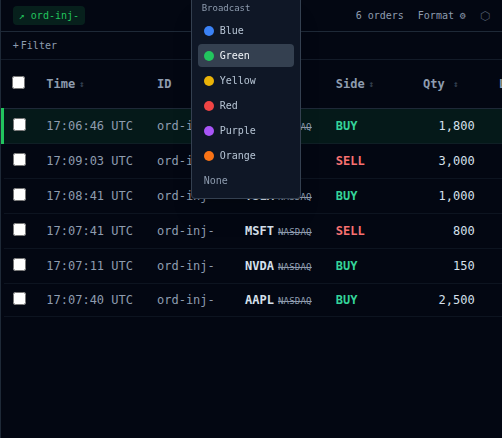 ↗ ord-inj- 6 orders Format ⚙
Broadcast
Blue
Green
Yellow
Red
Purple
Orange
None
+ Filter
Time ID Side Qty
17:06:46 UTC BUY 1,800
17:09:03 UTC SELL 3,000
17:08:41 UTC ord-inj- NASDAQ BUY 1,000
17:07:41 UTC ord-inj- MSFT NASDAQ SELL 800
17:07:11 UTC ord-inj- NVDA NASDAQ BUY 150
17:07:40 UTC ord-inj- AAPL NASDAQ BUY 2,500